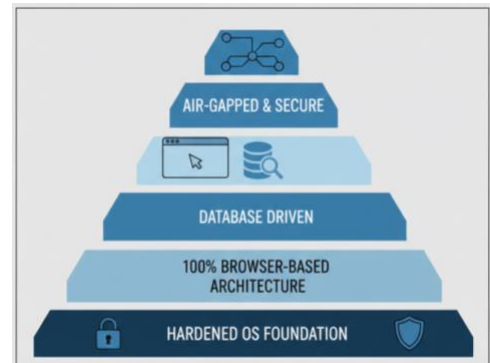 AIR-GAPPED & SECURE
DATABASE DRIVEN
100% BROWSER-BASED
ARCHITECTURE
HARDENED OS FOUNDATION